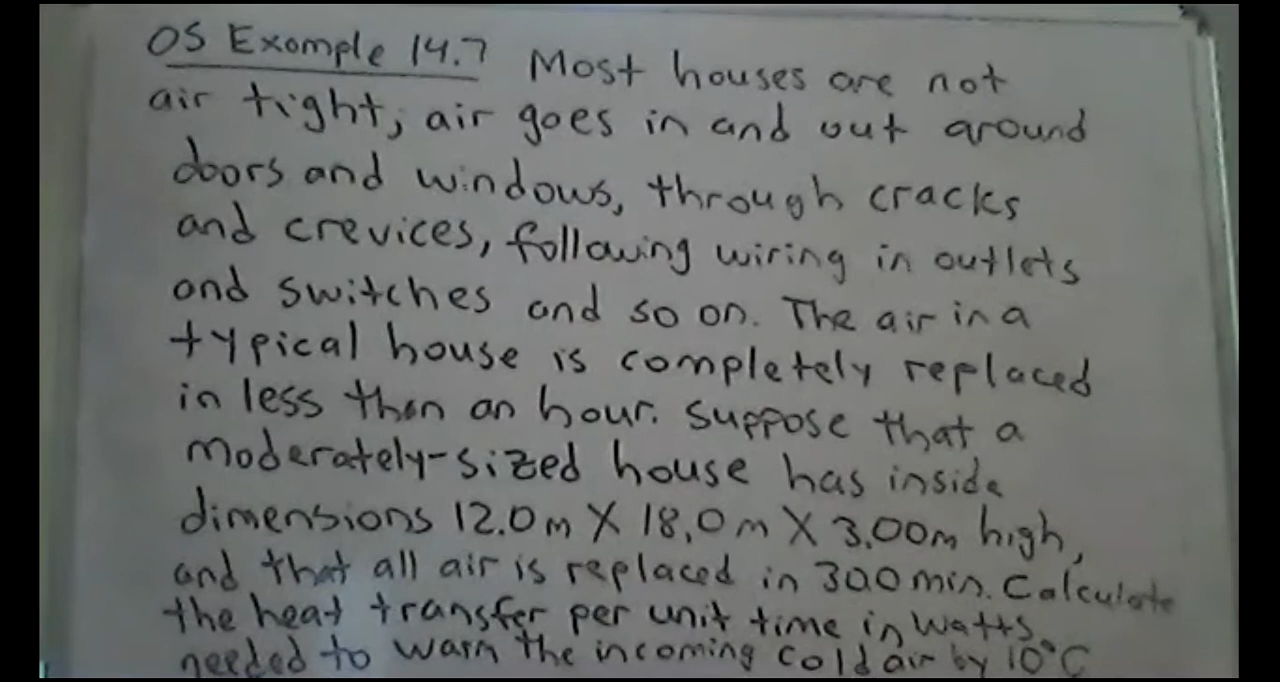 OS Example 14.7 Most houses are not
air tight; air goes in and out around
doors and windows, through cracks
and crevices, following wiring in outlets
and switches and so on. The air in a
typical house is completely replaced
in less than an hour. Suppose that a
moderately-sized house has inside
dimensions 12.0m X 18.0m X 3.00m high,
and that all air is replaced in 30.0 min. Calculate
the heat transfer per unit time in watts
needed to warm the incoming cold air by 10°C